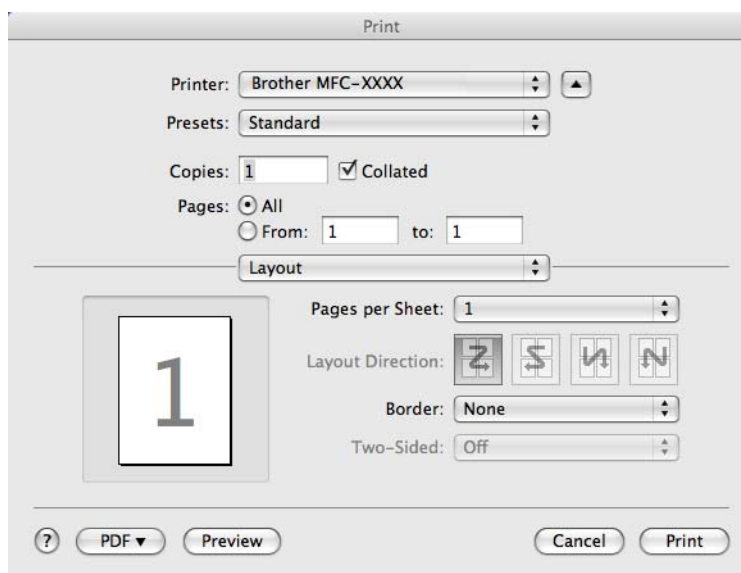 Print
Printer: Brother MFC-XXXX
Presets: Standard
Copies: 1 Collated
Pages: All
From: 1 to: 1
Layout
Pages per Sheet: 1
Layout Direction:
Border: None
Two-Sided: Off
1
? PDF▼ Preview Cancel Print